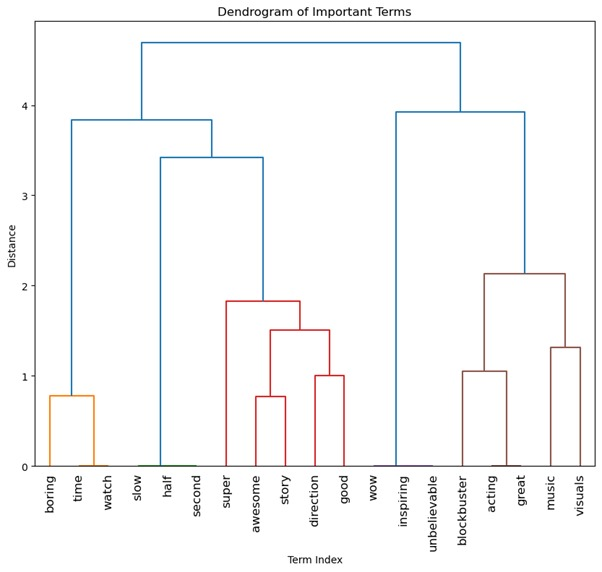 Dendrogram of Important Terms
4
3
2
1
0
Distance
boring
time
watch
slow
half
second
super
awesome
story
direction
good
wow
inspiring
unbelievable
blockbuster
acting
great
music
visuals
Term Index